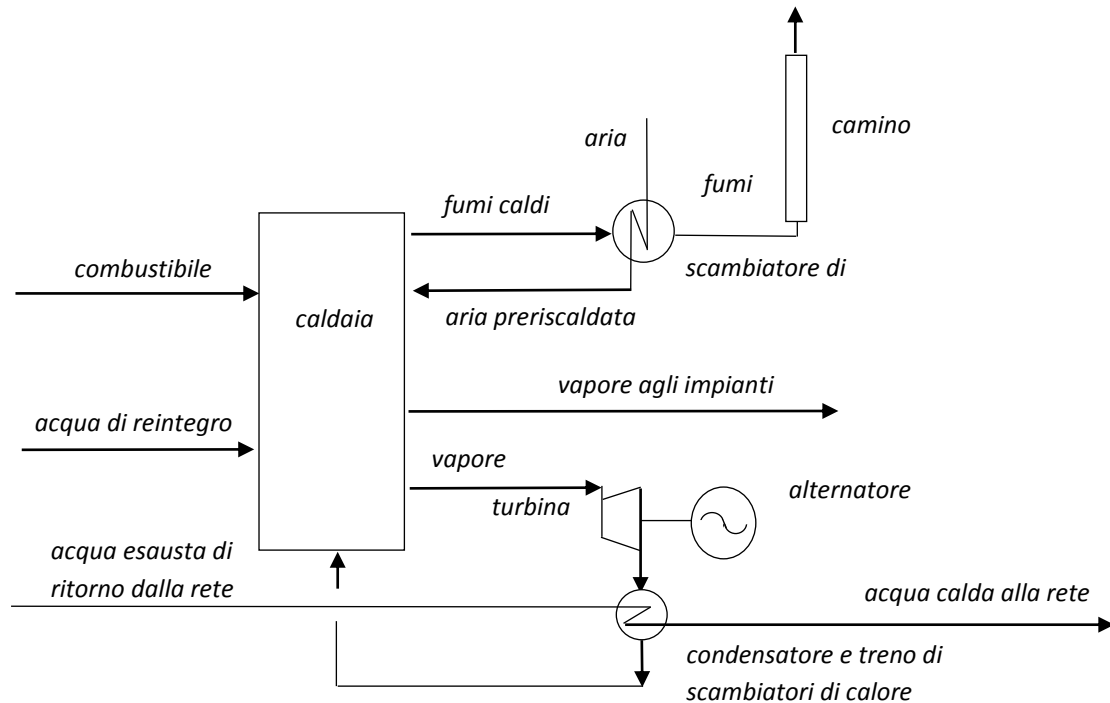 aria
camino
fumi
fumi caldi
scambiatore di
combustibile
caldaia
aria preriscaldata
vapore agli impianti
acqua di reintegro
vapore
turbina
alternatore
acqua esausta di
ritorno dalla rete
acqua calda alla rete
condensatore e treno di
scambiatori di calore